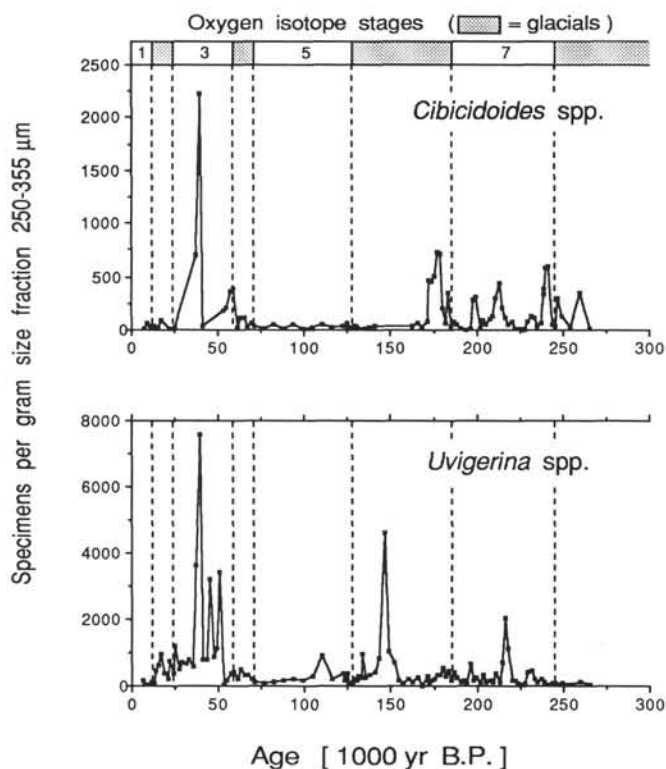 Oxygen isotope stages ( = glacials )
1 3 5 7
2500
2000
1500
1000
500
0
Cibicidoides spp.
0 50 100 150 200 250 300
Specimens per gram size fraction 250-355 μm
8000
6000
4000
2000
0
Uvigerina spp.
0 50 100 150 200 250 300
Age [ 1000 yr B.P. ]